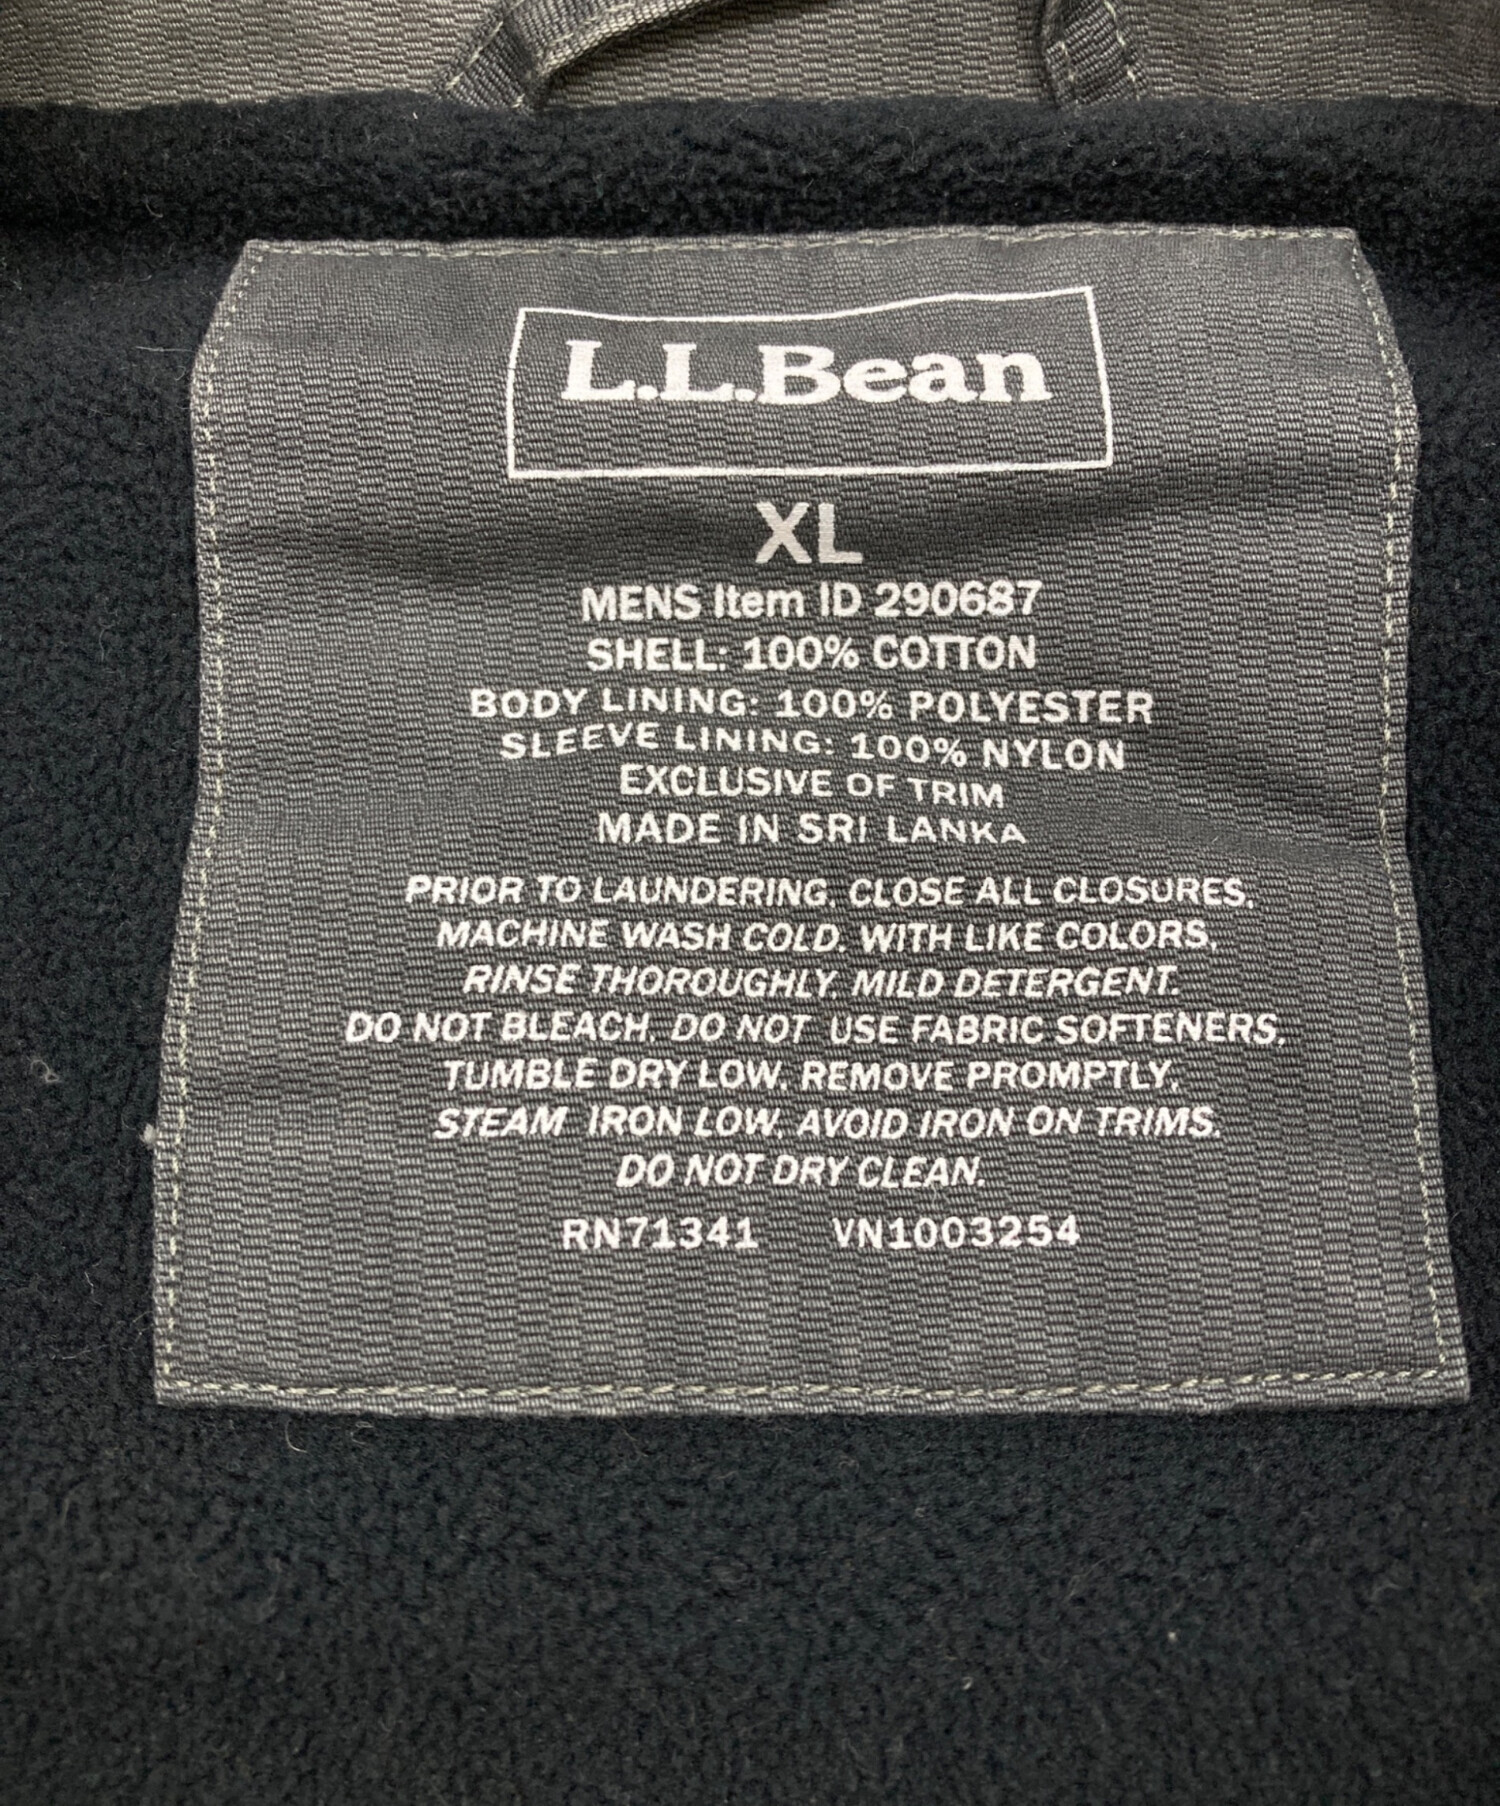 L.L.Bean
XL
MENS Item ID 290687
SHELL: 100% COTTON
BODY LINING: 100% POLYESTER
SLEEVE LINING: 100% NYLON
EXCLUSIVE OF TRIM
MADE IN SRI LANKA
PRIOR TO LAUNDERING, CLOSE ALL CLOSURES,
MACHINE WASH COLD, WITH LIKE COLORS,
RINSE THOROUGHLY, MILD DETERGENT.
DO NOT BLEACH, DO NOT USE FABRIC SOFTENERS,
TUMBLE DRY LOW, REMOVE PROMPTLY,
STEAM IRON LOW, AVOID IRON ON TRIMS.
DO NOT DRY CLEAN.
RN71341 VN1003254